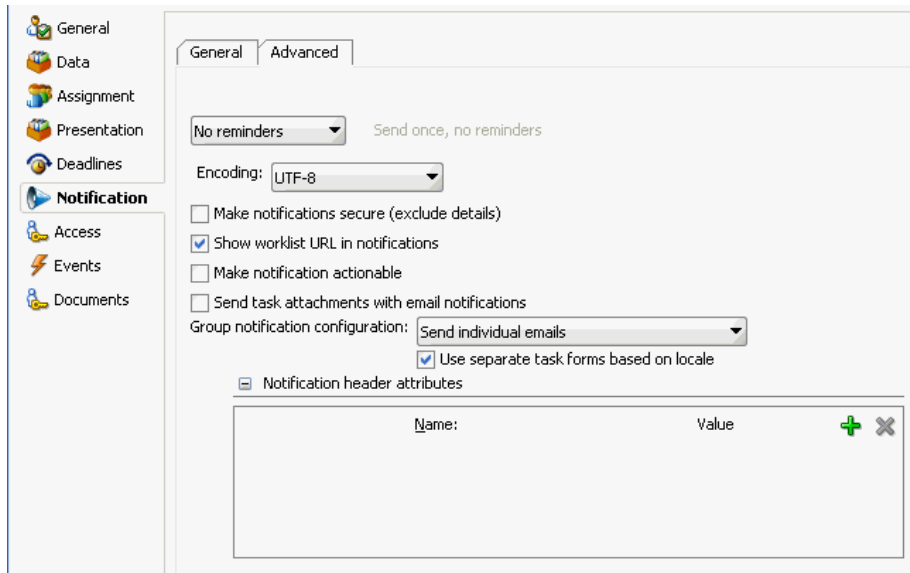 General
Data
Assignment
Presentation
Deadlines
Notification
Access
Events
Documents
General Advanced
No reminders Send once, no reminders
Encoding: UTF-8
Make notifications secure (exclude details)
Show worklist URL in notifications
Make notification actionable
Send task attachments with email notifications
Group notification configuration: Send individual emails
Use separate task forms based on locale
Notification header attributes
Name: Value